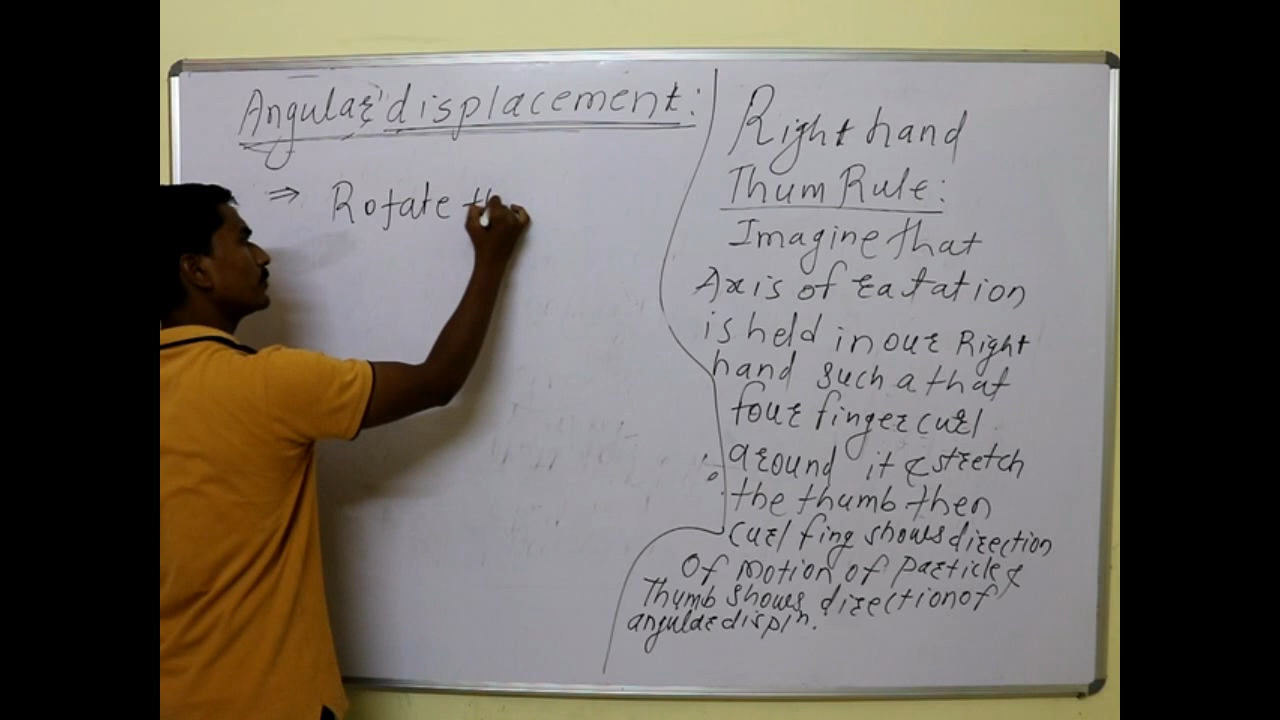 Angular displacement:
⇒ Rotate th
Right hand
Thum Rule:
Imagine that
Axis of ratation
is held in our Right
hand such a that
four finger curl
around it & stretch
the thumb then
curl fing shows direction
of motion of particle &
Thumb shows direction of
angular displn.